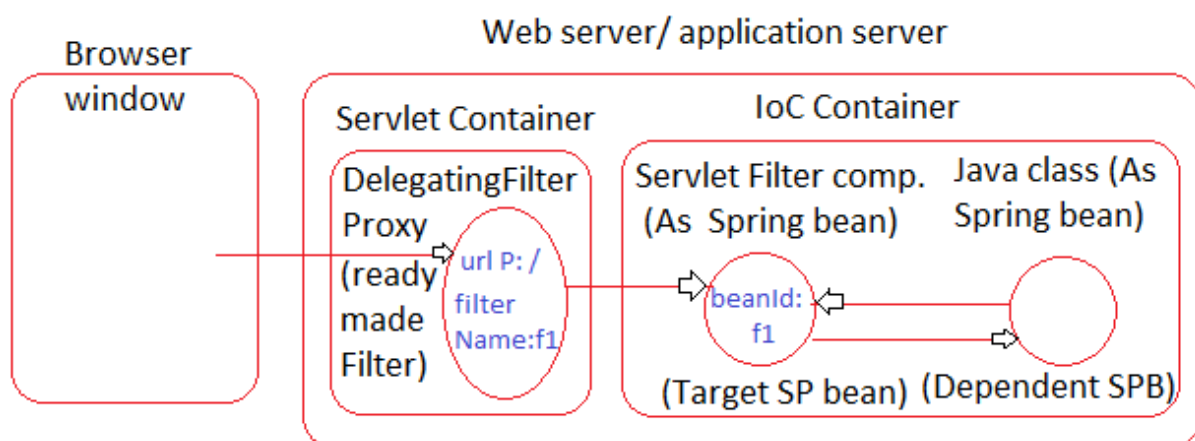 Web server/ application server
Browser
window
Servlet Container
IoC Container
DelegatingFilter
Proxy
(ready
made
Filter)
url P: /
filter
Name:f1
Servlet Filter comp.
(As Spring bean)
Java class (As
Spring bean)
beanId:
f1
(Target SP bean)
(Dependent SPB)